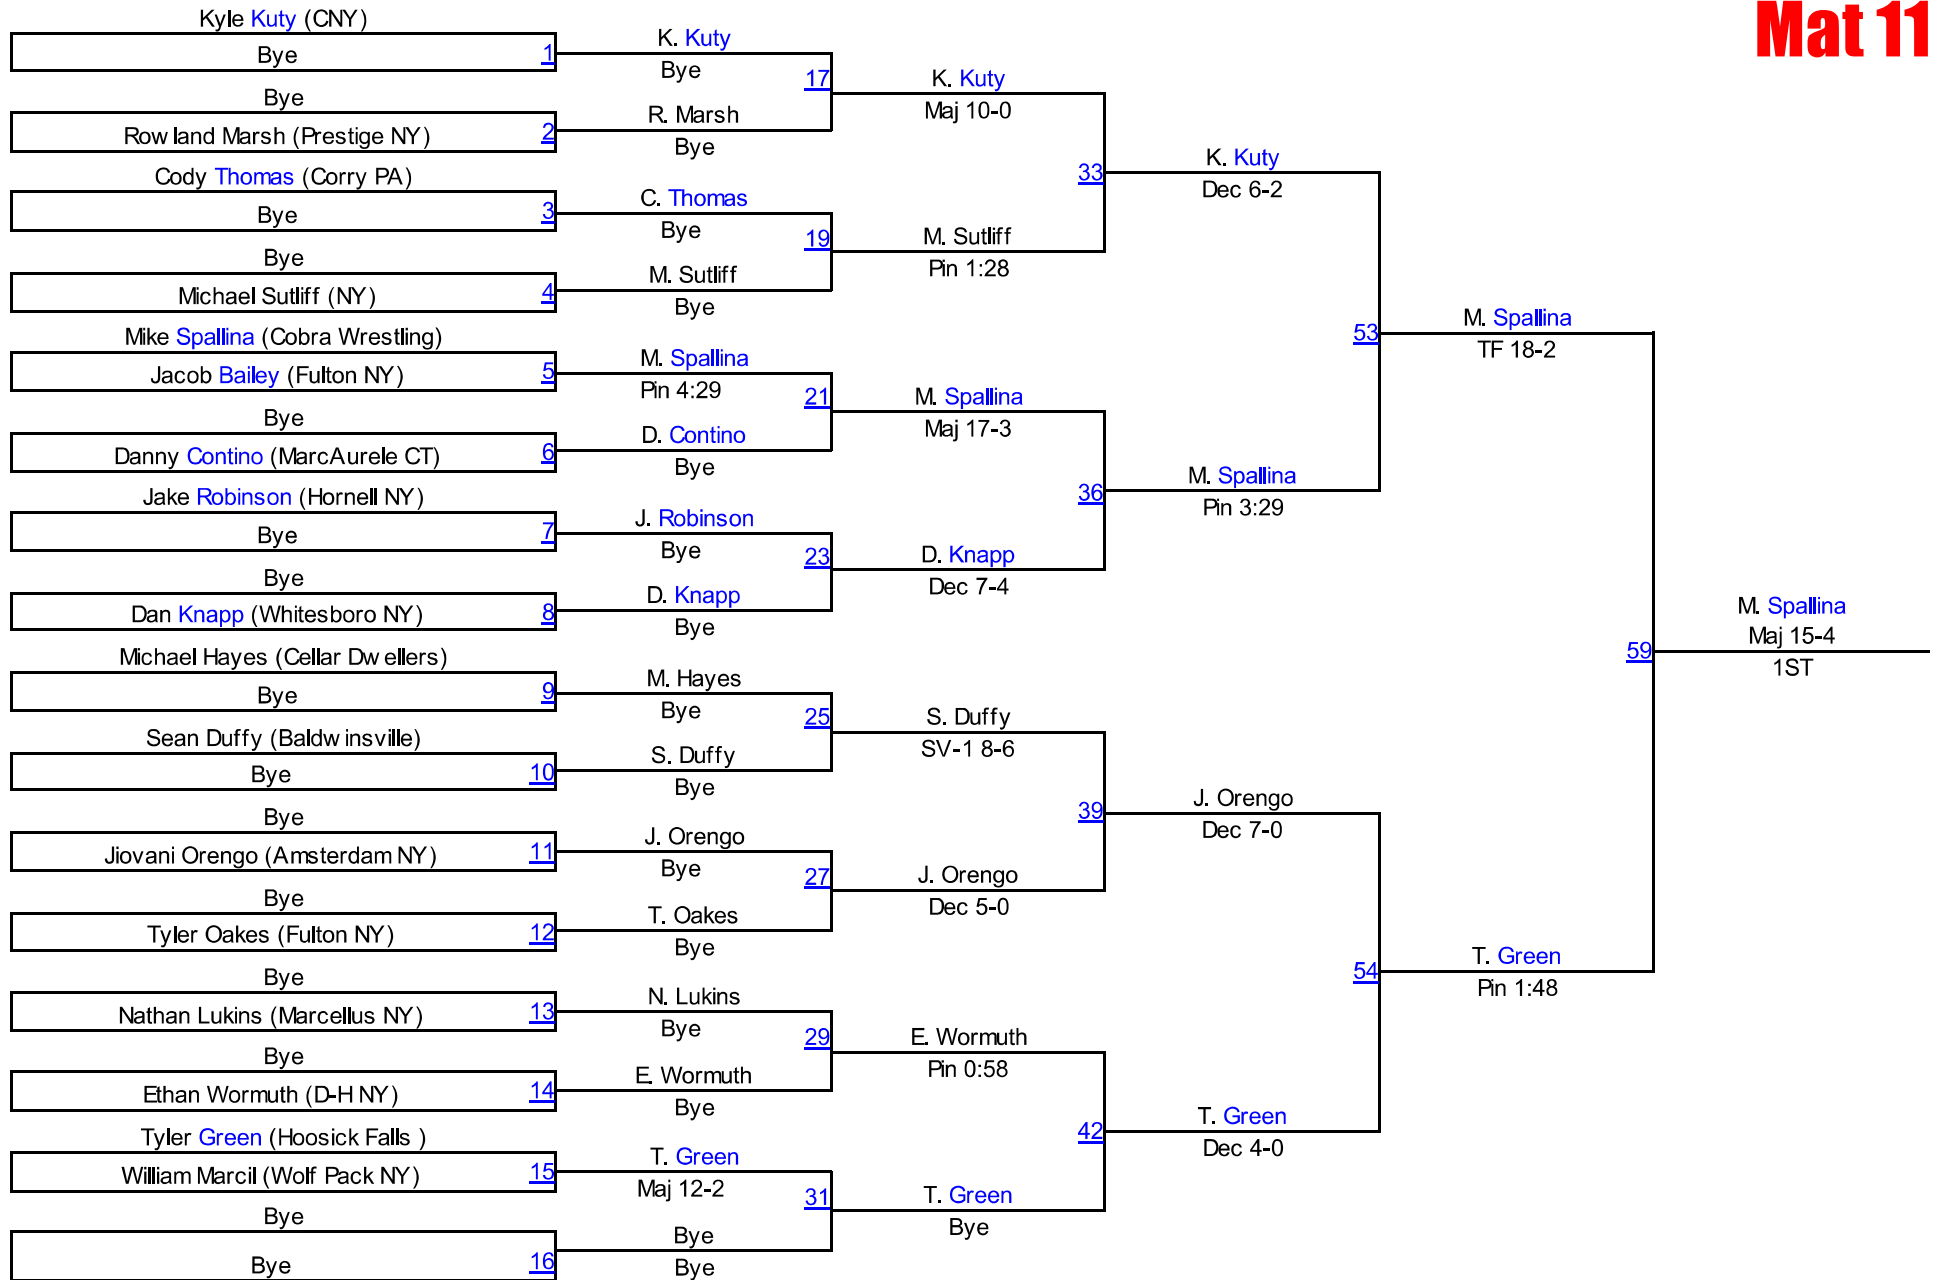 Mat 11
Kyle Kuty (CNY)
Bye
1
Bye
Rowland Marsh (Prestige NY)
2
Cody Thomas (Corry PA)
Bye
3
Bye
Michael Sutliff (NY)
4
Mike Spallina (Cobra Wrestling)
Jacob Bailey (Fulton NY)
5
Bye
Danny Contino (MarcAurele CT)
6
Jake Robinson (Hornell NY)
Bye
7
Bye
Dan Knapp (Whitesboro NY)
8
Michael Hayes (Cellar Dwellers)
Bye
9
Sean Duffy (Baldwinsville)
Bye
10
Bye
Jiovani Orengo (Amsterdam NY)
11
Bye
Tyler Oakes (Fulton NY)
12
Bye
Nathan Lukins (Marcellus NY)
13
Bye
Ethan Wormuth (D-H NY)
14
Tyler Green (Hoosick Falls )
William Marcil (Wolf Pack NY)
15
Bye
Bye
16
K. Kuty
Bye
17
R. Marsh
Bye
C. Thomas
Bye
19
M. Sutliff
Bye
M. Spallina
Pin 4:29
21
D. Contino
Bye
J. Robinson
Bye
23
D. Knapp
Bye
M. Hayes
Bye
25
S. Duffy
Bye
J. Orengo
Bye
27
T. Oakes
Bye
N. Lukins
Bye
29
E. Wormuth
Bye
T. Green
Maj 12-2
31
Bye
Bye
K. Kuty
Maj 10-0
33
M. Sutliff
Pin 1:28
M. Spallina
Maj 17-3
36
D. Knapp
Dec 7-4
S. Duffy
SV-1 8-6
39
J. Orengo
Dec 5-0
E. Wormuth
Pin 0:58
42
T. Green
Bye
K. Kuty
Dec 6-2
53
M. Spallina
Pin 3:29
J. Orengo
Dec 7-0
54
T. Green
Dec 4-0
M. Spallina
TF 18-2
59
T. Green
Pin 1:48
M. Spallina
Maj 15-4
1ST